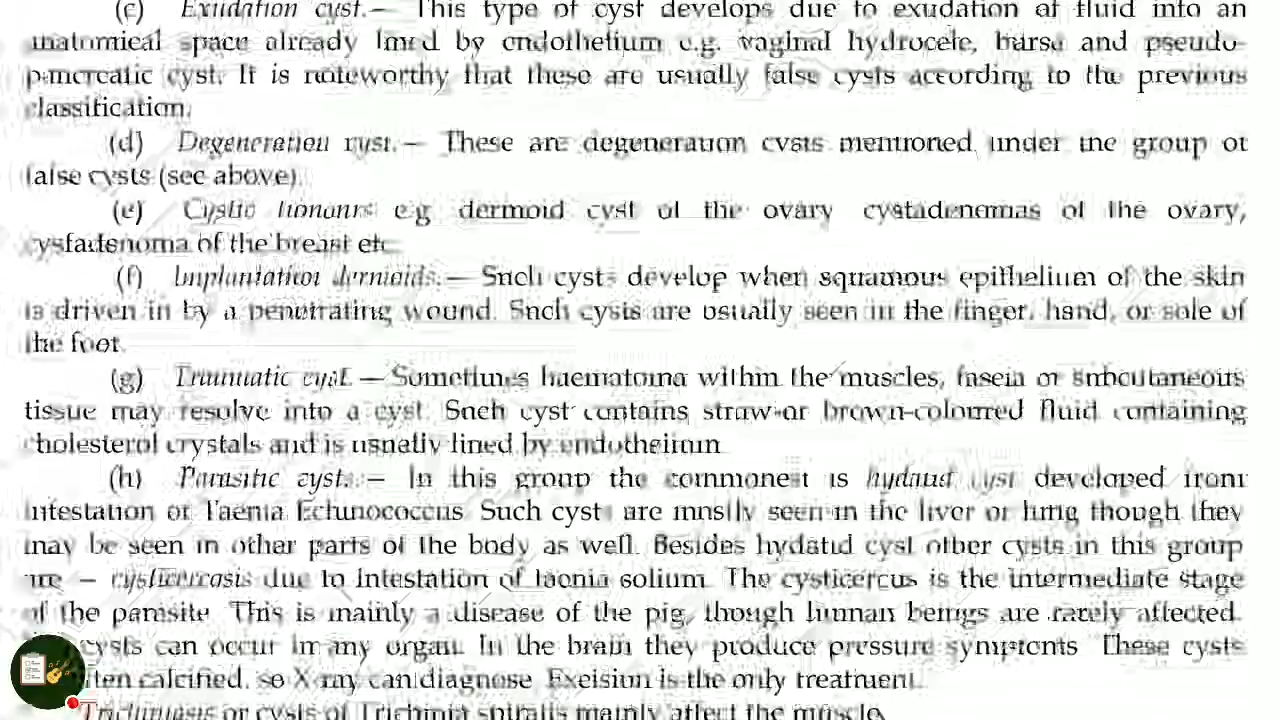 (c) Exudation cyst.— This type of cyst develops due to exudation of fluid into an
anatomical space already lined by endothelium e.g. vaginal hydrocele, bursa and pseudo-
pancreatic cyst. It is noteworthy that these are usually false cysts according to the previous
classification.
(d) Degeneration cyst.— These are degeneration cysts mentioned under the group of
false cysts (see above).
(e) Cystic tumours e.g. dermoid cyst of the ovary cystadenomas of the ovary,
cystadenoma of the breast etc.
(f) Implantation dermoids.— Such cysts develop when squamous epithelium of the skin
is driven in by a penetrating wound. Such cysts are usually seen in the finger, hand, or sole of
the foot.
(g) Traumatic cyst.— Sometimes haematoma within the muscles, fascia or subcutaneous
tissue may resolve into a cyst. Such cyst contains straw-or brown-coloured fluid containing
cholesterol crystals and is usually lined by endothelium.
(h) Parasitic cyst.— In this group the commonest is hydatid cyst developed from
infestation of Taenia Echinococcus. Such cysts are mostly seen in the liver or lung though they
may be seen in other parts of the body as well. Besides hydatid cyst other cysts in this group
are – cysticercosis due to infestation of taenia solium. The cysticercus is the intermediate stage
of the parasite. This is mainly a disease of the pig, though human beings are rarely affected.
cysts can occur in any organ. In the brain they produce pressure symptoms. These cysts
calcified, so X-ray can diagnose. Excision is the only treatment.
Trichiniasis or cysts of Trichinia spiralis mainly affect the muscle.